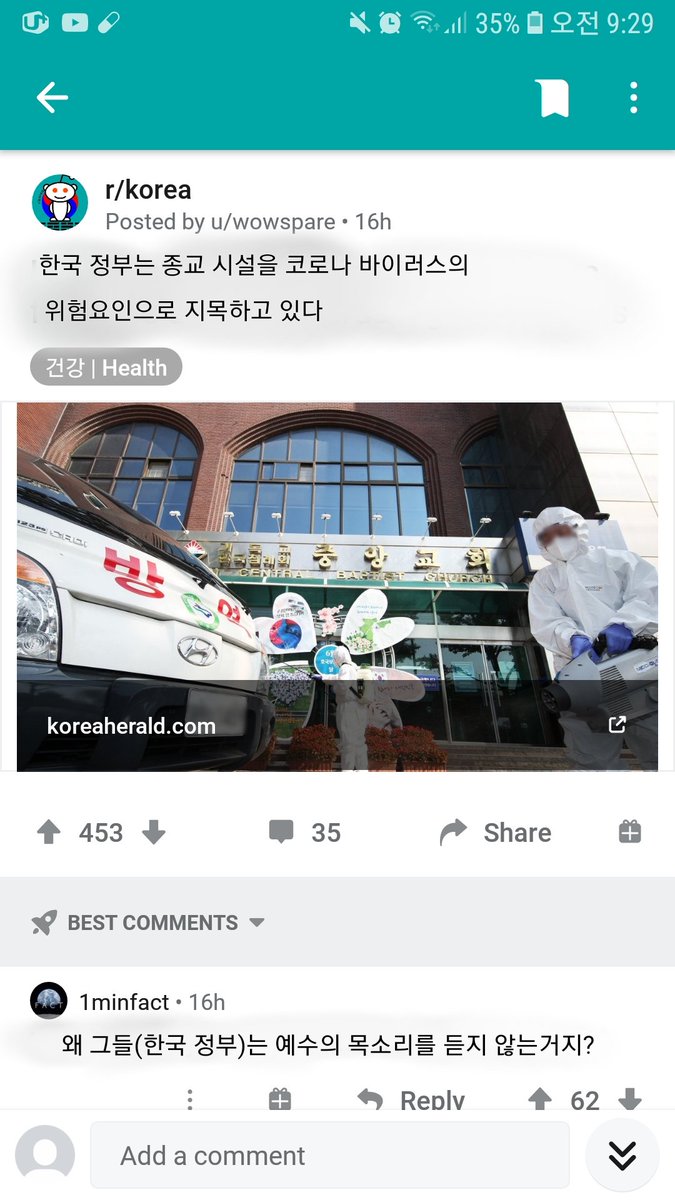 35% 오전 9:29
r/korea
Posted by u/wowspare • 16h
한국 정부는 종교 시설을 코로나 바이러스의
위험요인으로 지목하고 있다
건강 | Health
중앙교회
CENTRAL BAPTIST CHURCH
방역
koreaherald.com
453 35 Share
BEST COMMENTS
1minfact • 16h
왜 그들(한국 정부)는 예수의 목소리를 듣지 않는거지?
Reply 62
Add a comment